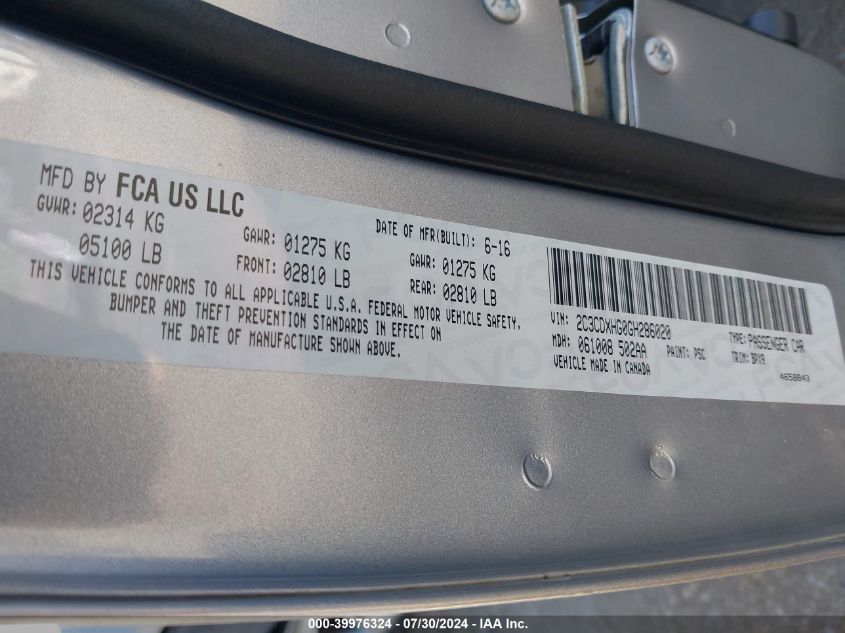 MFD BY FCA US LLC
GVWR: 02314 KG
05100 LB
GAWR: 01275 KG
FRONT: 02810 LB
DATE OF MFR(BUILT): 6-16
GAWR: 01275 KG
REAR: 02810 LB
THIS VEHICLE CONFORMS TO ALL APPLICABLE U.S.A. FEDERAL MOTOR VEHICLE SAFETY,
BUMPER AND THEFT PREVENTION STANDARDS IN EFFECT ON
THE DATE OF MANUFACTURE SHOWN ABOVE.
VIN: 2C3CDXHG0GH286020
TYPE: PASSENGER CAR
MDH: 061008 502AA
PAINT: PSC
TRIM: BPX9
VEHICLE MADE IN CANADA
4658843
000-39976324 - 07/30/2024 - IAA Inc.